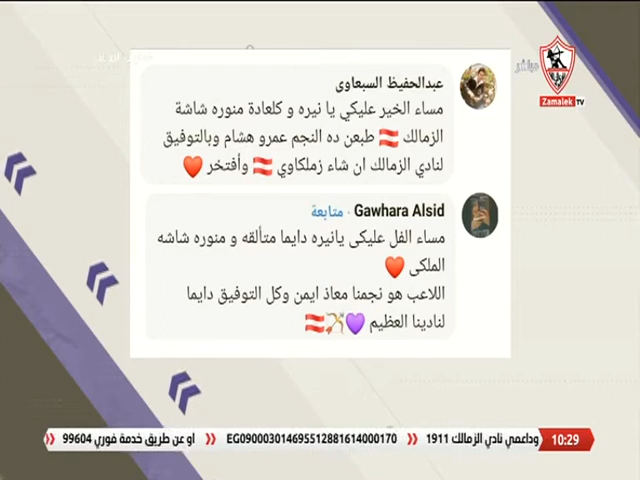 مباشر
Zamalek TV
عبدالحفيظ السبعاوى
مساء الخير عليكي يا نيره و كلعادة منوره شاشة
الزمالك 🇦🇹 طبعن ده النجم عمرو هشام وبالتوفيق
لنادي الزمالك ان شاء زملكاوي 🇦🇹 وأفتخر ❤️
Gawhara Alsid · متابعة
مساء الفل عليكى يانيره دايما متألقه و منوره شاشه
الملكى ❤️
اللاعب هو نجمنا معاذ ايمن وكل التوفيق دايما
لنادينا العظيم 💜🏹🇦🇹
10:29 وداعمي نادي الزمالك 1911 EG090003014695512881614000170 او عن طريق خدمة فوري 99604